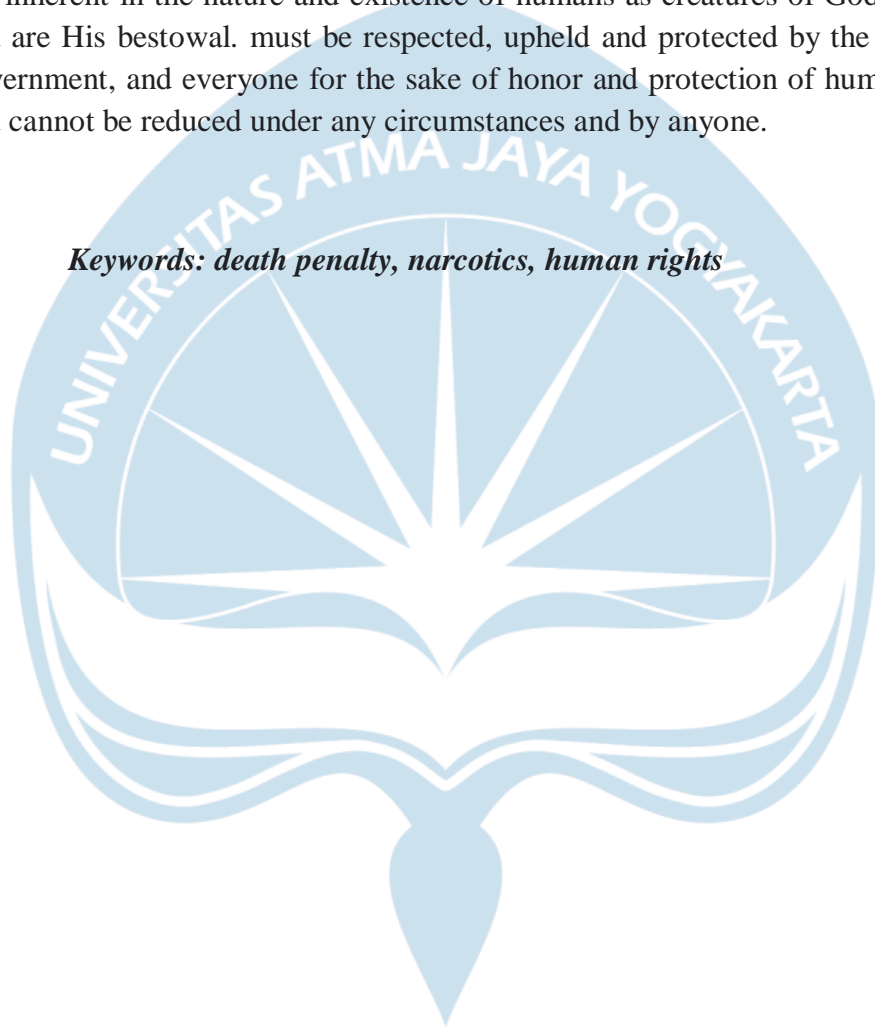 inherent in the nature and existence of humans as creatures of God
are His bestowal. must be respected, upheld and protected by the
and everyone for the sake of honor and protection of
cannot be reduced under any circumstances and by anyone.
UNIVERSITAS ATMA JAYA YOGYAKARTA
Keywords: death penalty, narcotics, human rights